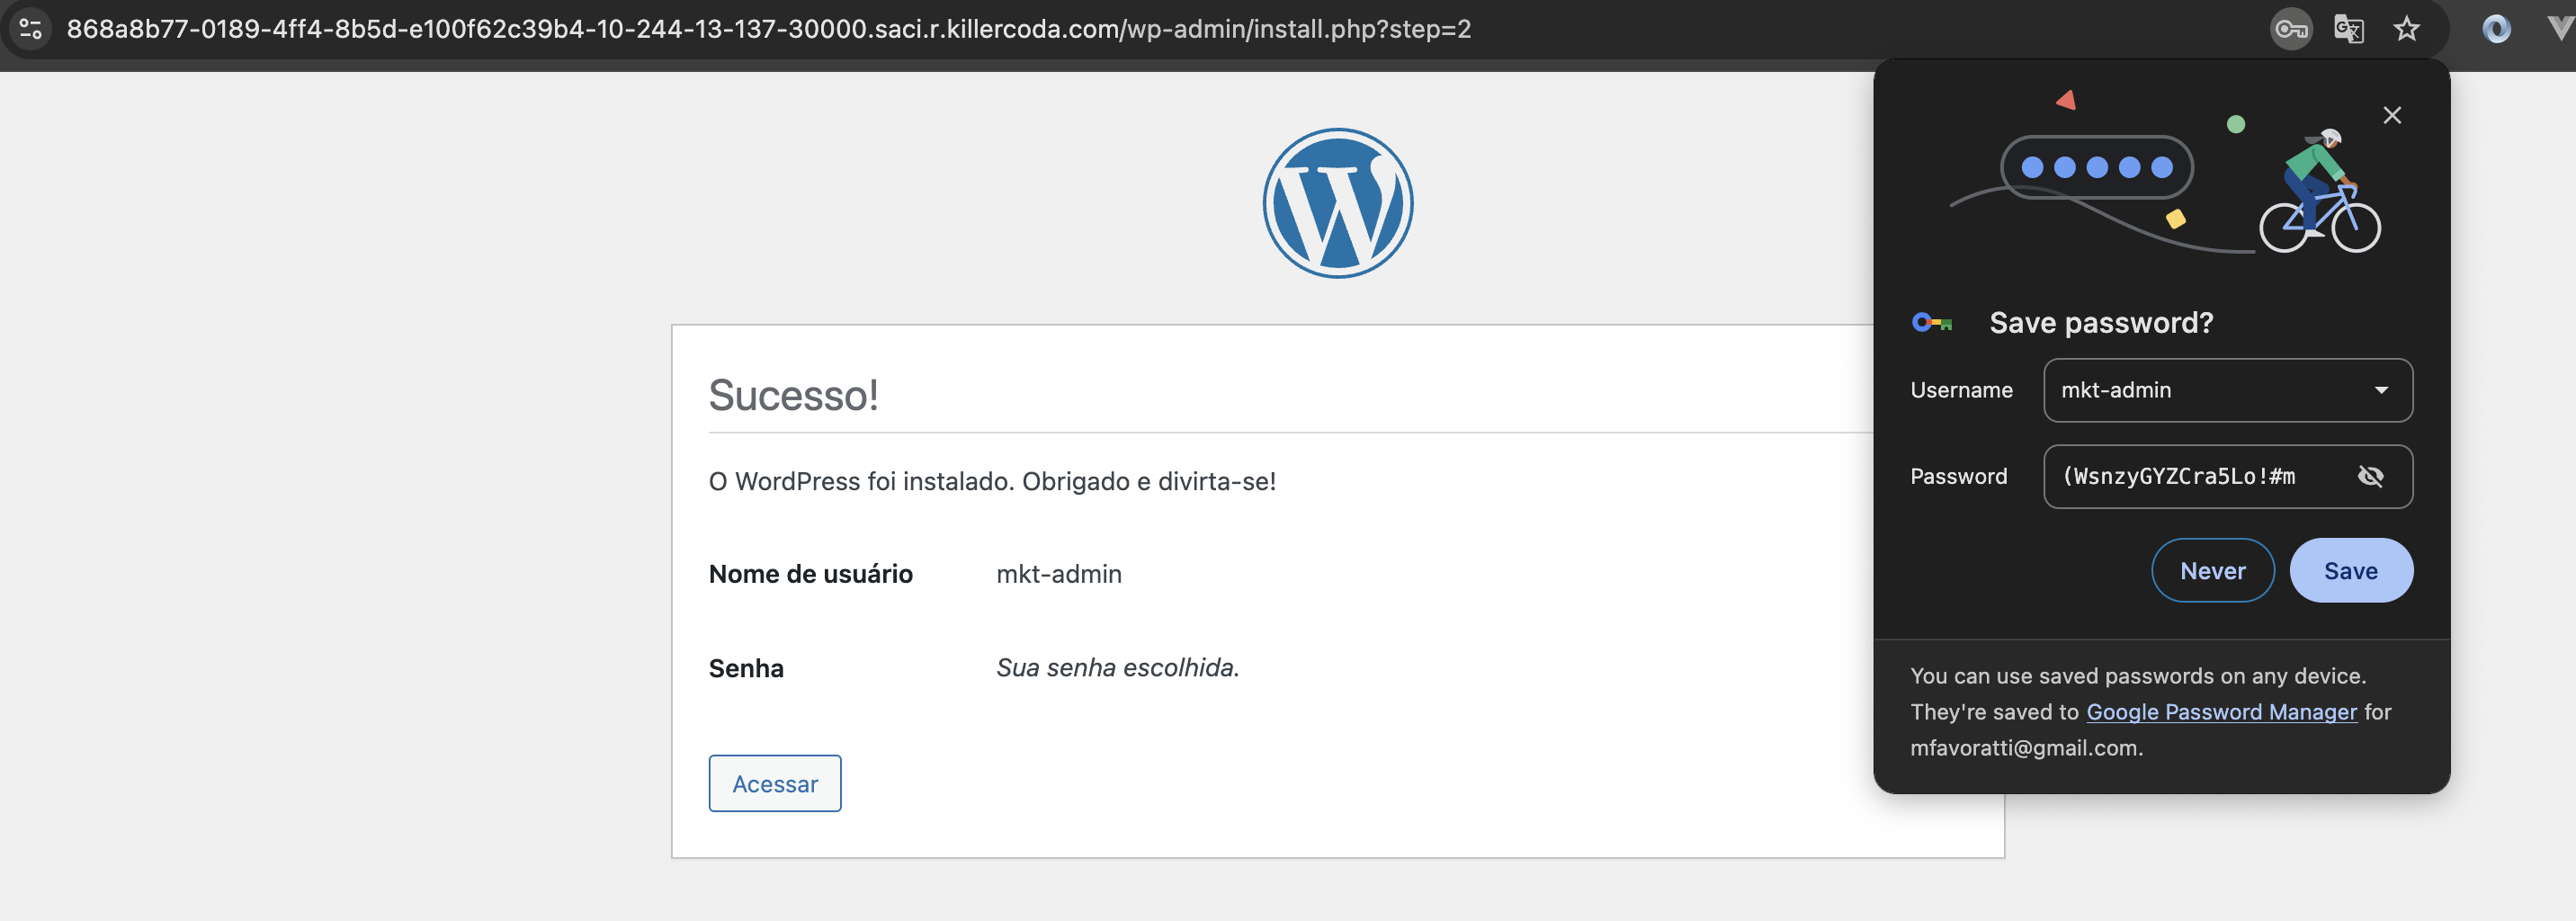 868a8b77-0189-4ff4-8b5d-e100f62c39b4-10-244-13-137-30000.saci.r.killercoda.com/wp-admin/install.php?step=2
Sucesso!
O WordPress foi instalado. Obrigado e divirta-se!
Nome de usuário mkt-admin
Senha Sua senha escolhida.
Acessar
Save password?
Username mkt-admin
Password (WsnzyGYZCra5Lo!#m
Never Save
You can use saved passwords on any device.
They're saved to Google Password Manager for
mfavoratti@gmail.com.